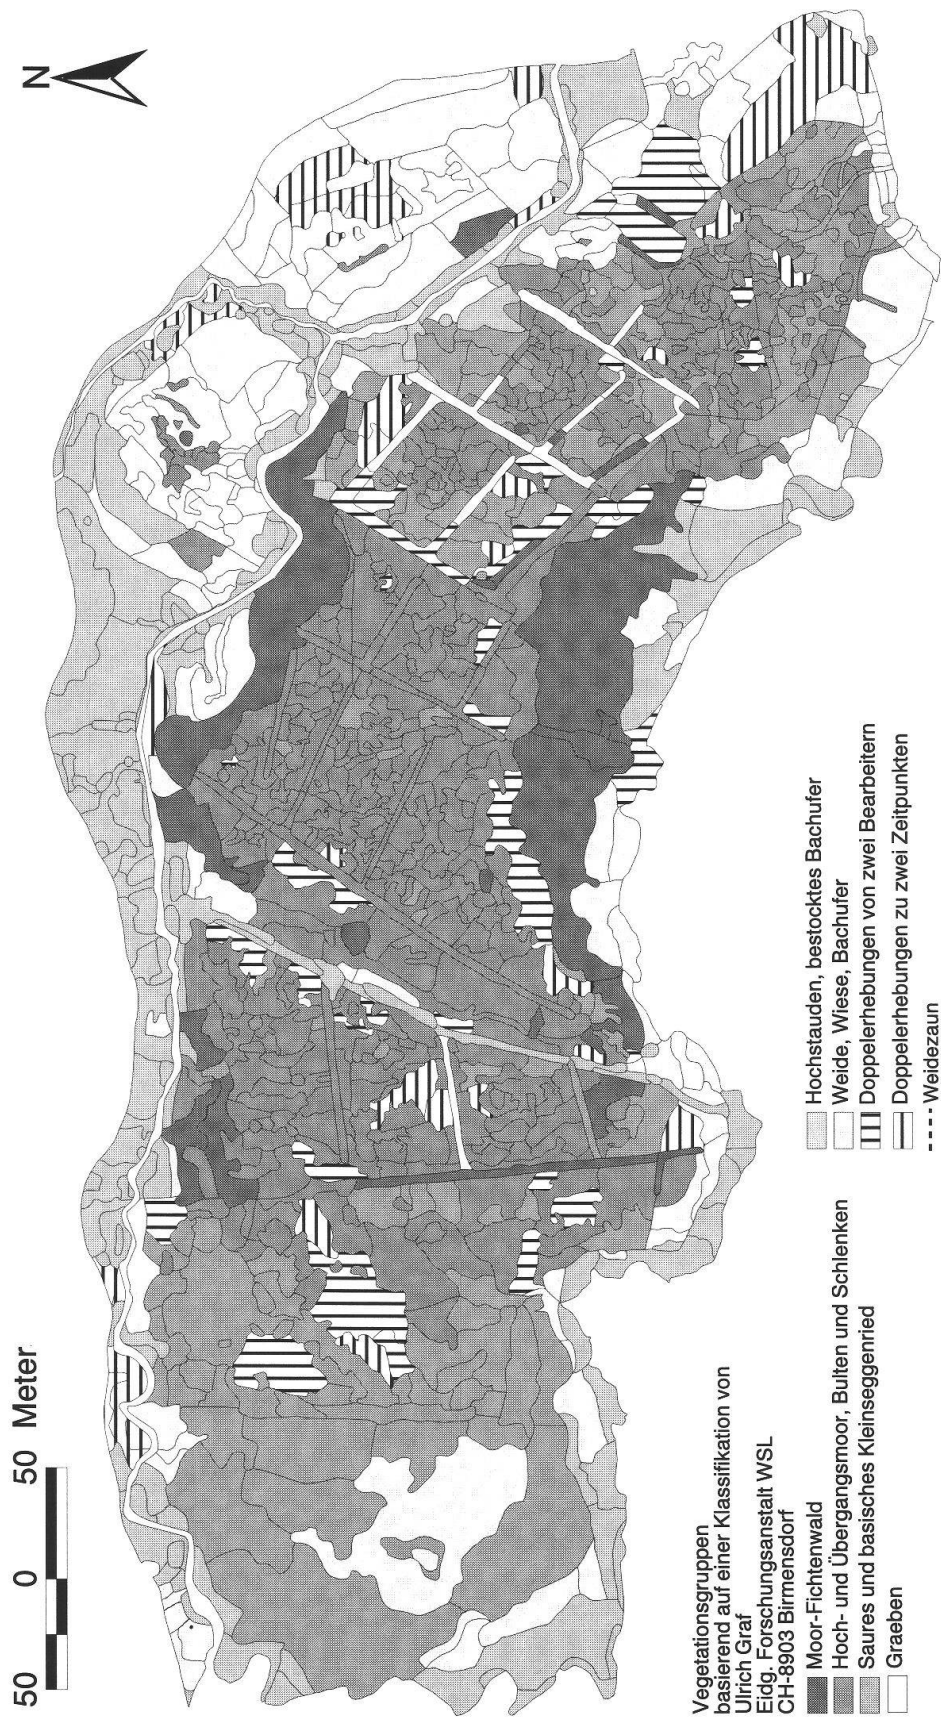 N
50 0 50 Meter
Vegetationsgruppen
basierend auf einer Klassifikation von
Ulrich Graf
Eidg. Forschungsanstalt WSL
CH-8903 Birmensdorf
Moor-Fichtenwald
Hoch- und Übergangsmoor, Bulten und Schlenken
Saures und basisches Kleinseggenried
Graeben
Hochstauden, bestocktes Bachufer
Weide, Wiese, Bachufer
Doppelerhebungen von zwei Bearbeitern
Doppelerhebungen zu zwei Zeitpunkten
Weidezaun